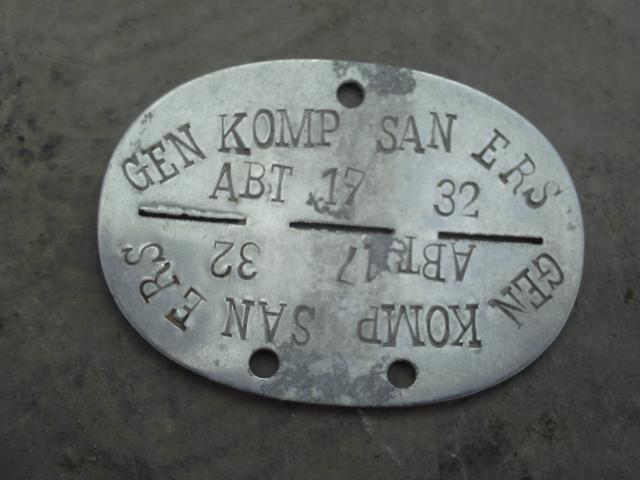 GEN KOMP SAN ERS
ABT 17 32
GEN KOMP SAN ERS
ABT 17 32